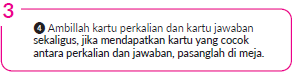 3
❹ Ambillah kartu perkalian dan kartu jawaban
sekaligus, jika mendapatkan kartu yang cocok
antara perkalian dan jawaban, pasanglah di meja.